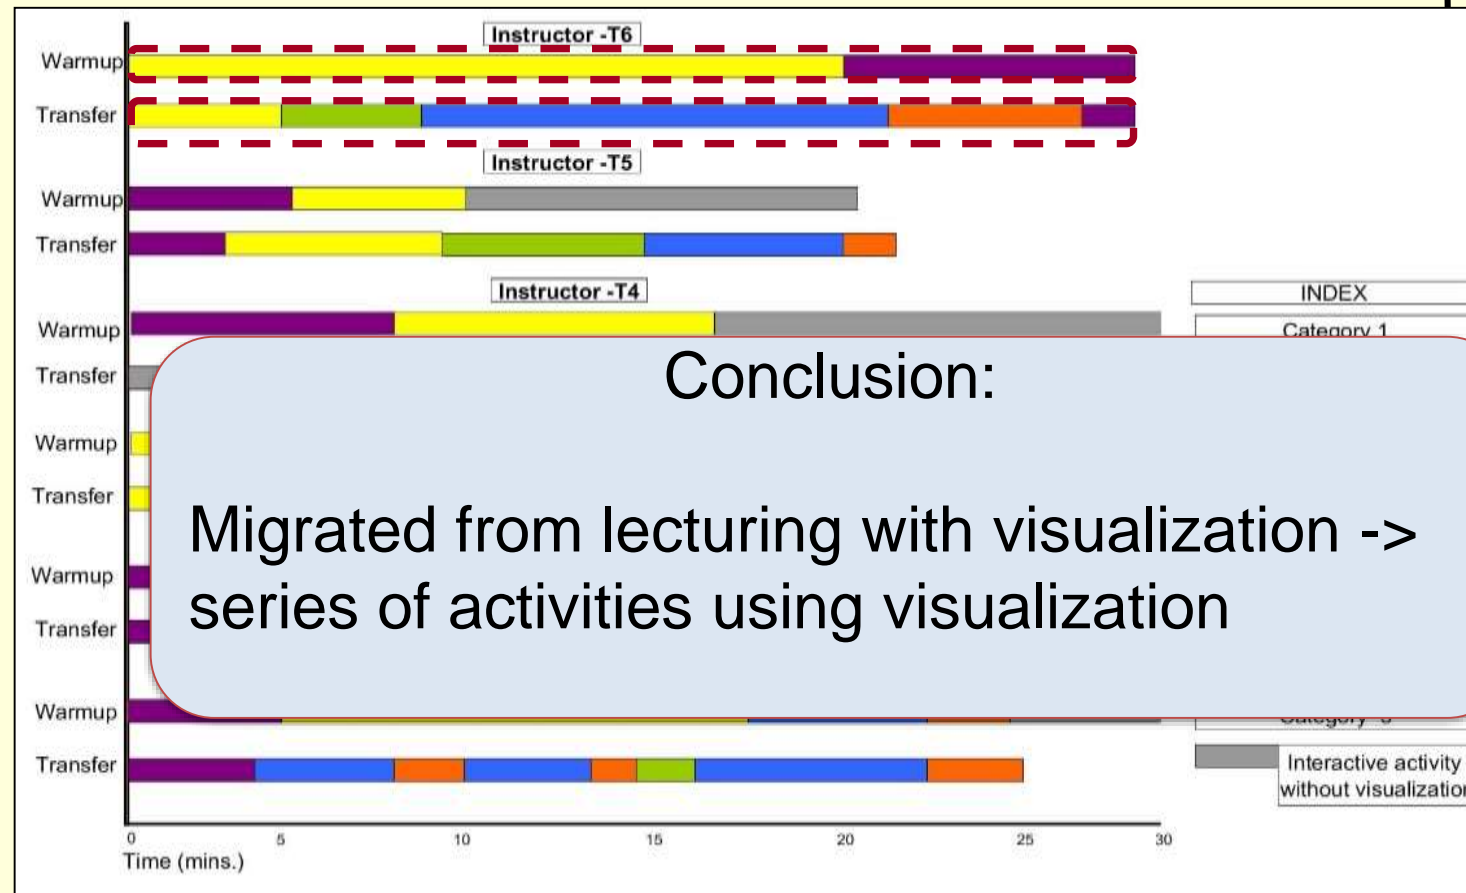 Instructor -T6
Warmup
Transfer
Instructor -T5
Warmup
Transfer
Instructor -T4
Warmup
Transfer
Warmup
Transfer
Warmup
Transfer
Warmup
Transfer
INDEX
Category 1
Conclusion:
Migrated from lecturing with visualization ->
series of activities using visualization
Interactive activity
without visualization
0 5 10 15 20 25 30
Time (mins.)